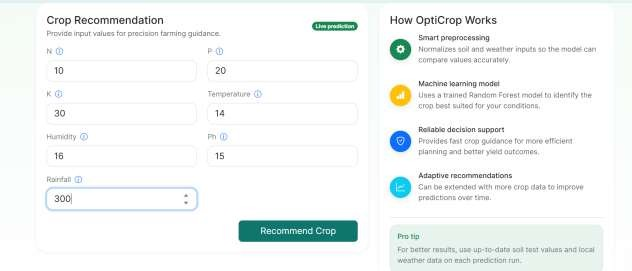 Crop Recommendation
Provide input values for precision farming guidance.
Live prediction
N
10
P
20
K
30
Temperature
14
Humidity
16
Ph
15
Rainfall
300
Recommend Crop
How OptiCrop Works
Smart preprocessing
Normalizes soil and weather inputs so the model can
compare values accurately.
Machine learning model
Uses a trained Random Forest model to identify the
crop best suited for your conditions.
Reliable decision support
Provides fast crop guidance for more efficient
planning and better yield outcomes.
Adaptive recommendations
Can be extended with more crop data to improve
predictions over time.
Pro tip
For better results, use up-to-date soil test values and local
weather data on each prediction run.